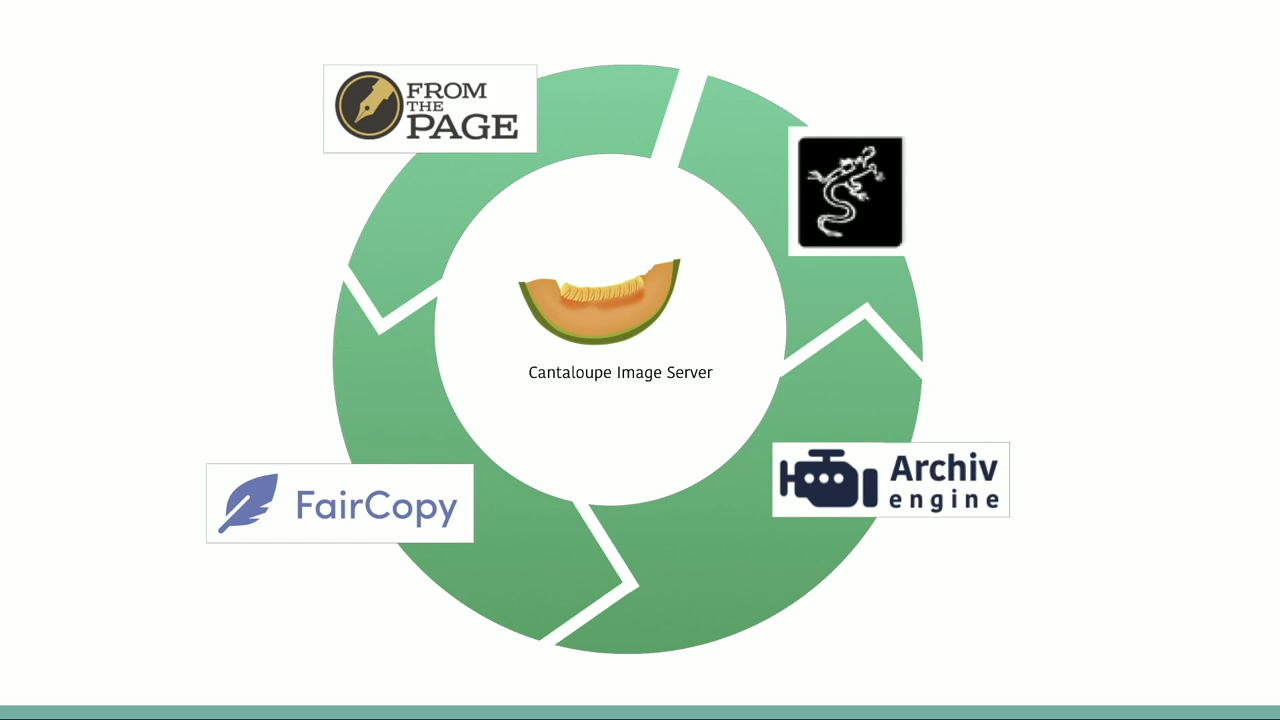 FROM
THE
PAGE
Cantaloupe Image Server
FairCopy
Archiv
engine